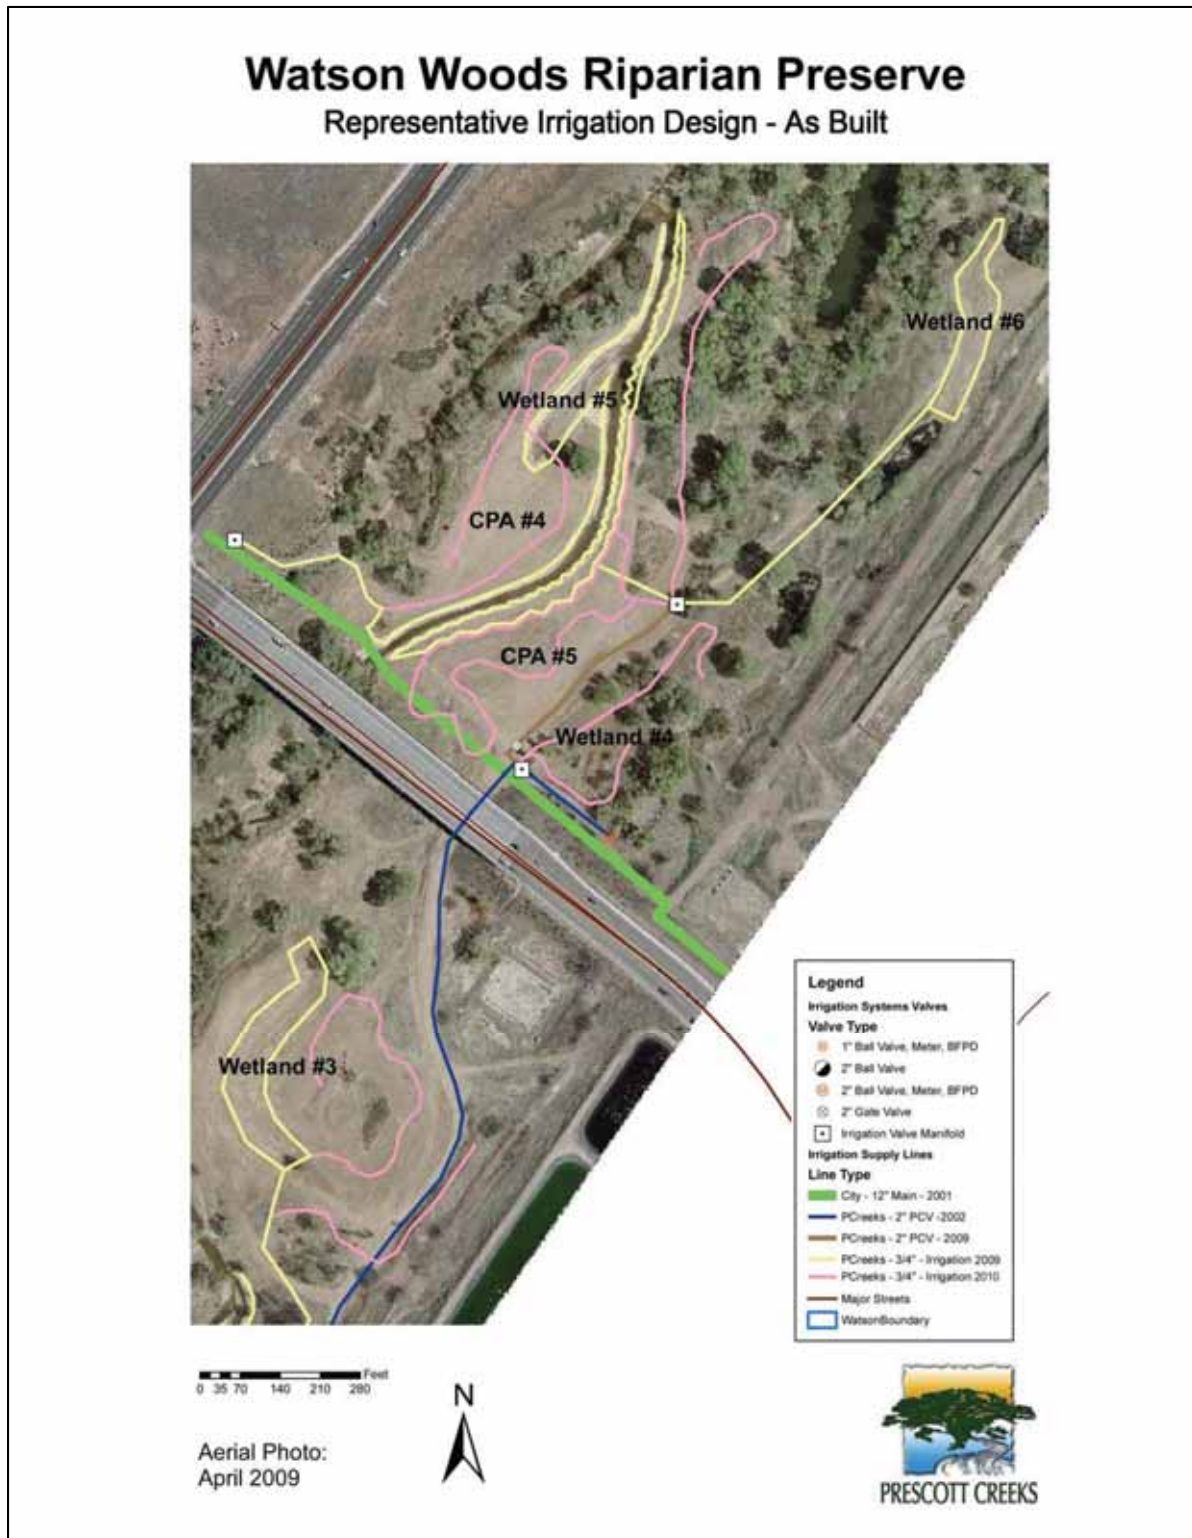 Watson Woods Riparian Preserve
Representative Irrigation Design - As Built
Wetland #6
Wetland #5
CPA #4
CPA #5
Wetland #4
Wetland #3
Legend
Irrigation Systems Valves
Valve Type
1" Ball Valve, Meter, BFPD
2" Ball Valve
2" Ball Valve, Meter, BFPD
2" Gate Valve
Irrigation Valve Manifold
Irrigation Supply Lines
Line Type
City - 12" Main - 2001
PCreeks - 2" PCV -2002
PCreeks - 2" PCV - 2009
PCreeks - 3/4" - Irrigation 2009
PCreeks - 3/4" - Irrigation 2010
Major Streets
WatsonBoundary
Feet
0 35 70 140 210 280
N
Aerial Photo:
April 2009
PRESCOTT CREEKS